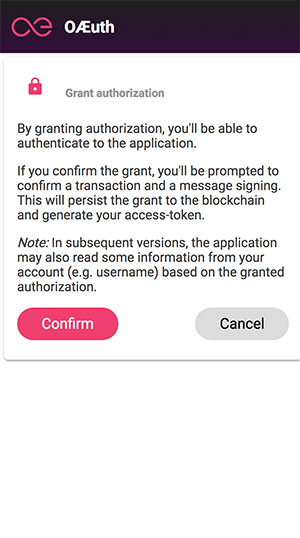 OÆuth
Grant authorization
By granting authorization, you'll be able to
authenticate to the application.
If you confirm the grant, you'll be prompted to
confirm a transaction and a message signing.
This will persist the grant to the blockchain
and generate your access-token.
Note: In subsequent versions, the application
may also read some information from your
account (e.g. username) based on the granted
authorization.
Confirm
Cancel